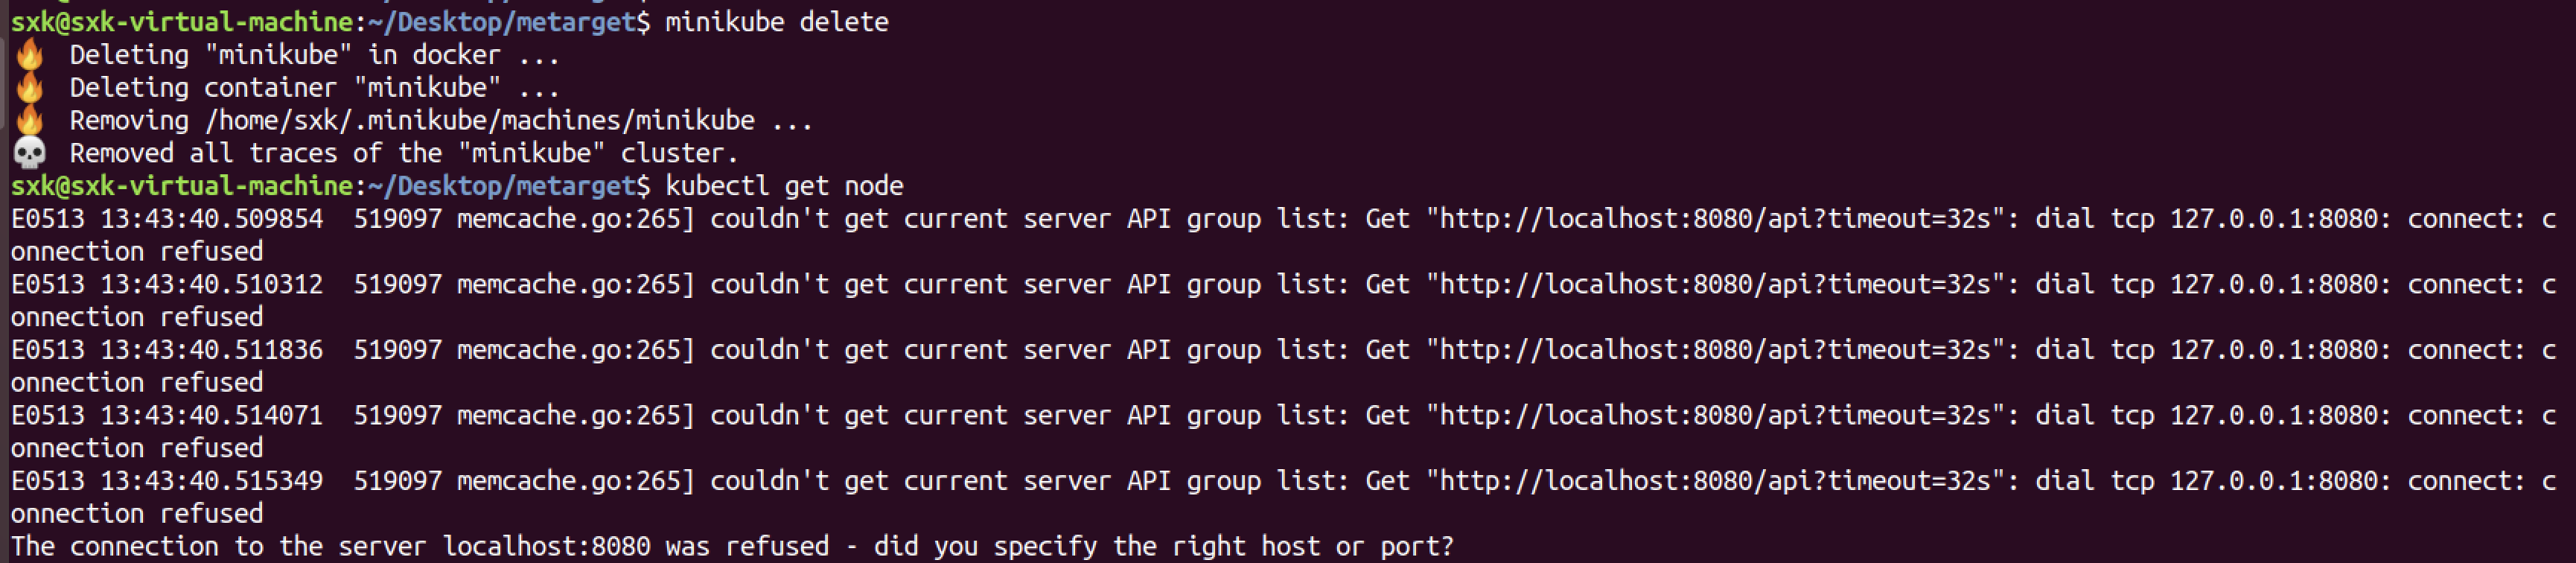 sxk@sxk-virtual-machine:~/Desktop/metarget$ minikube delete
🔥  Deleting "minikube" in docker ...
🔥  Deleting container "minikube" ...
🔥  Removing /home/sxk/.minikube/machines/minikube ...
💀  Removed all traces of the "minikube" cluster.
sxk@sxk-virtual-machine:~/Desktop/metarget$ kubectl get node
E0513 13:43:40.509854  519097 memcache.go:265] couldn't get current server API group list: Get "http://localhost:8080/api?timeout=32s": dial tcp 127.0.0.1:8080: connect: c
onnection refused
E0513 13:43:40.510312  519097 memcache.go:265] couldn't get current server API group list: Get "http://localhost:8080/api?timeout=32s": dial tcp 127.0.0.1:8080: connect: c
onnection refused
E0513 13:43:40.511836  519097 memcache.go:265] couldn't get current server API group list: Get "http://localhost:8080/api?timeout=32s": dial tcp 127.0.0.1:8080: connect: c
onnection refused
E0513 13:43:40.514071  519097 memcache.go:265] couldn't get current server API group list: Get "http://localhost:8080/api?timeout=32s": dial tcp 127.0.0.1:8080: connect: c
onnection refused
E0513 13:43:40.515349  519097 memcache.go:265] couldn't get current server API group list: Get "http://localhost:8080/api?timeout=32s": dial tcp 127.0.0.1:8080: connect: c
onnection refused
The connection to the server localhost:8080 was refused - did you specify the right host or port?